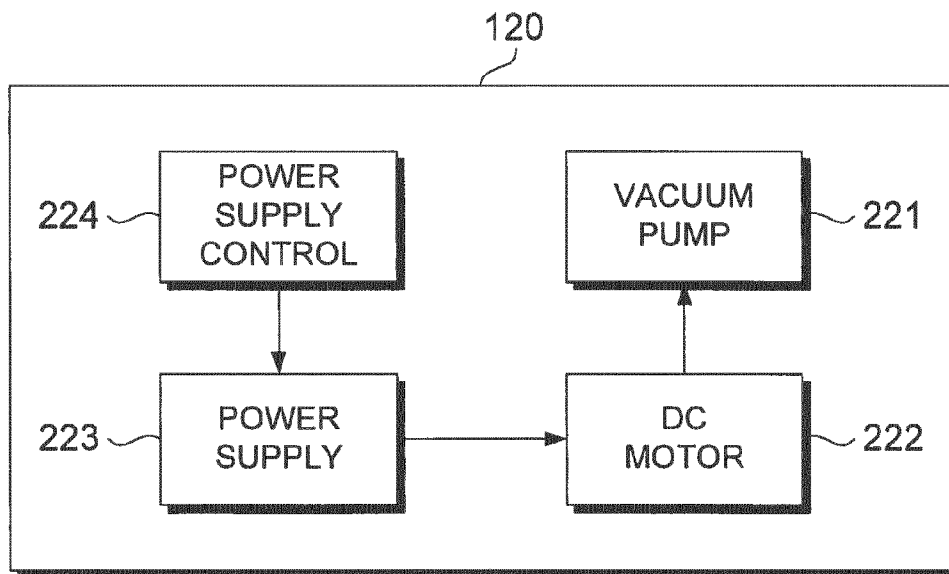 120
POWER
SUPPLY
CONTROL
224
VACUUM
PUMP
221
POWER
SUPPLY
223
DC
MOTOR
222